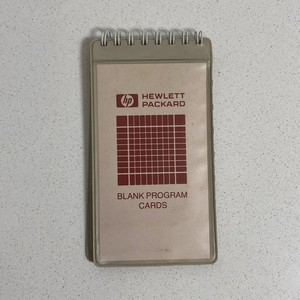 hp HEWLETT
PACKARD
BLANK PROGRAM
CARDS